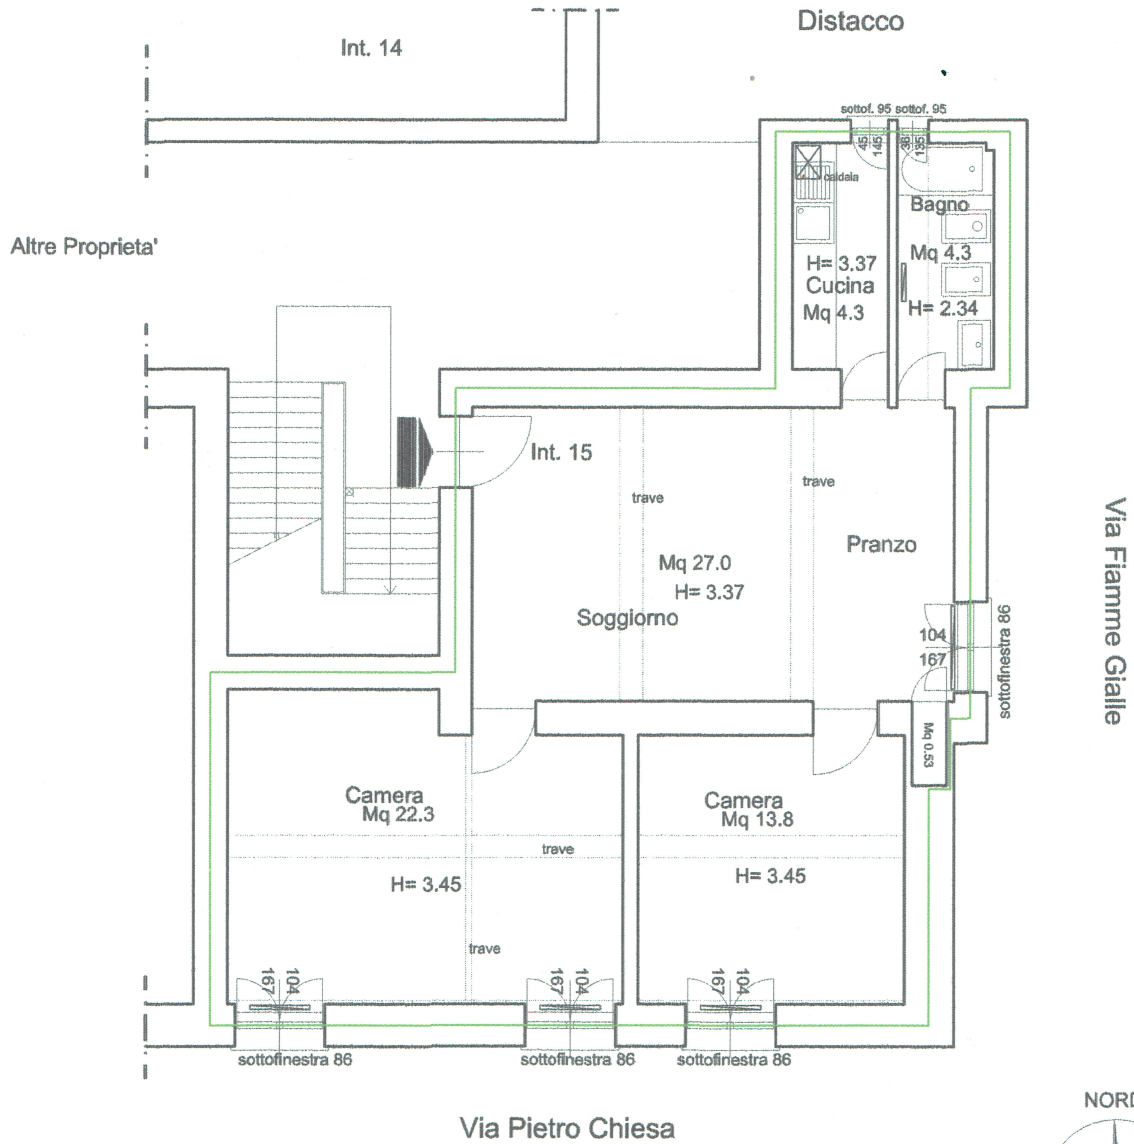 Distacco
Int. 14
sottof. 95 sottof. 95
45
145
36
135
caldaia
Bagno
Altre Proprieta'
Mq 4.3
H= 3.37
Cucina
Mq 4.3
H= 2.34
Int. 15
trave
trave
Via Fiamme Gialle
Pranzo
Mq 27.0
H= 3.37
Soggiorno
104
167
sottofinestra 86
Mq 0.53
Camera
Mq 22.3
Camera
Mq 13.8
trave
H= 3.45
H= 3.45
trave
167
104
167
104
167
104
sottofinestra 86
sottofinestra 86
sottofinestra 86
NORD
Via Pietro Chiesa